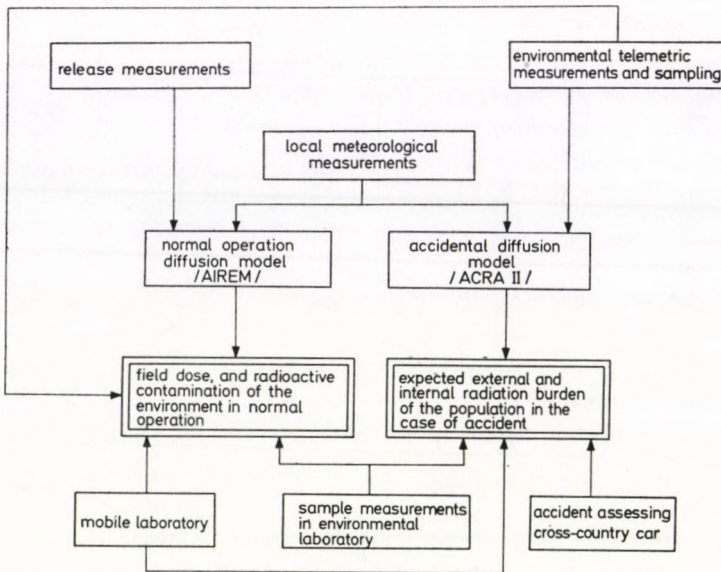 release measurements
environmental telemetric
measurements and sampling
local meteorological
measurements
normal operation
diffusion model
/AIREM/
accidental diffusion
model
/ACRA II/
field dose, and radioactive
contamination of the
environment in normal
operation
expected external and
internal radiation burden
of the population in the
case of accident
mobile laboratory
sample measurements
in environmental
laboratory
accident assessing
cross-country car